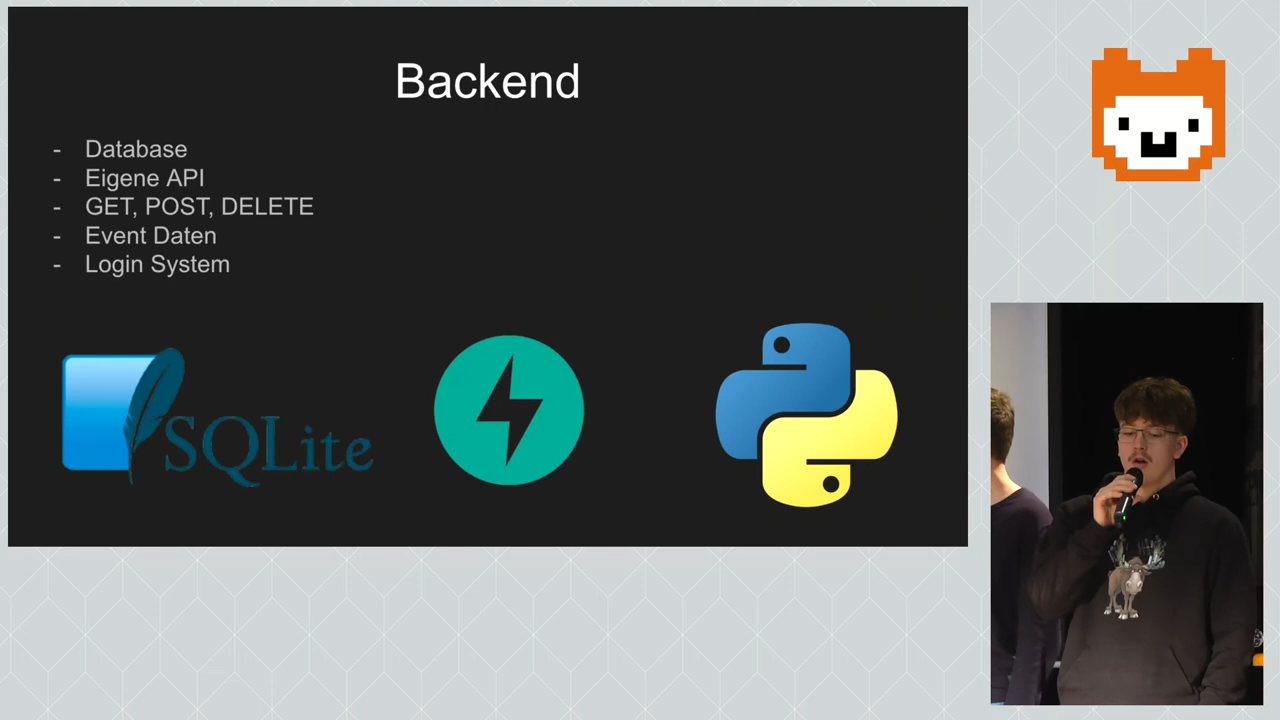 Backend
- Database
- Eigene API
- GET, POST, DELETE
- Event Daten
- Login System
SQLite